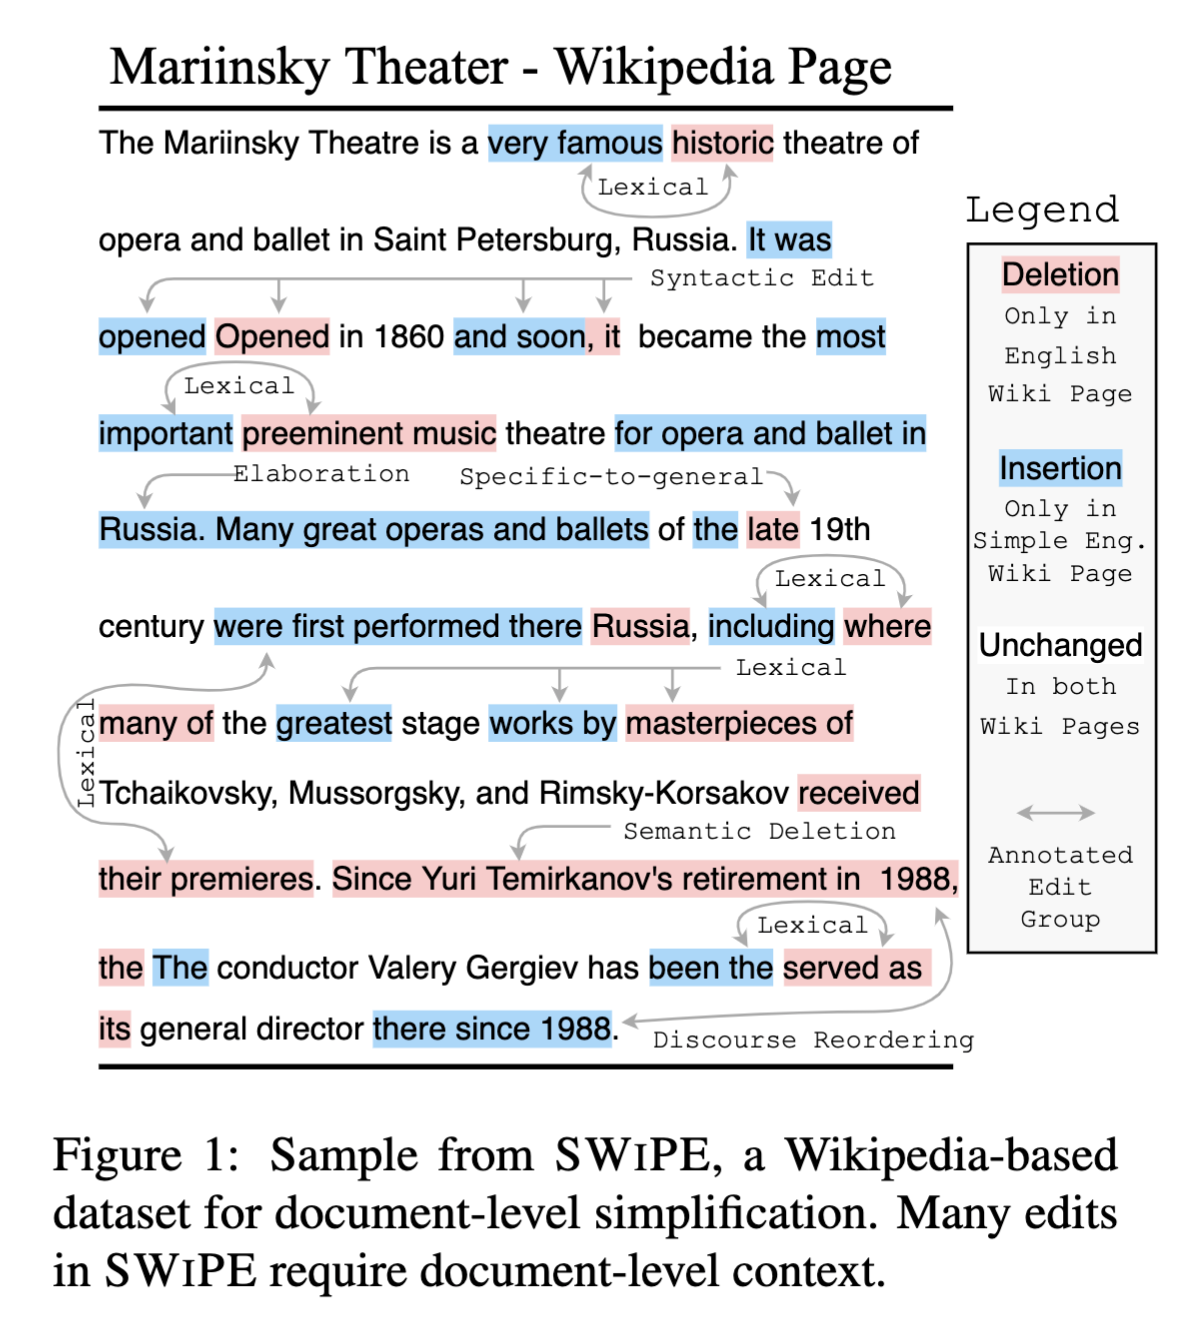 Mariinsky Theater - Wikipedia Page
The Mariinsky Theatre is a very famous historic theatre of
Lexical
opera and ballet in Saint Petersburg, Russia. It was
Syntactic Edit
opened Opened in 1860 and soon, it became the most
Lexical
important preeminent music theatre for opera and ballet in
Elaboration Specific-to-general
Russia. Many great operas and ballets of the late 19th
Lexical
century were first performed there Russia, including where
Lexical
many of the greatest stage works by masterpieces of
Lexical
Tchaikovsky, Mussorgsky, and Rimsky-Korsakov received
Semantic Deletion
their premieres. Since Yuri Temirkanov's retirement in 1988,
Lexical
the The conductor Valery Gergiev has been the served as
its general director there since 1988.
Discourse Reordering
Legend
Deletion
Only in
English
Wiki Page
Insertion
Only in
Simple Eng.
Wiki Page
Unchanged
In both
Wiki Pages
Annotated
Edit
Group
Figure 1: Sample from SWIPE, a Wikipedia-based
dataset for document-level simplification. Many edits
in SWIPE require document-level context.